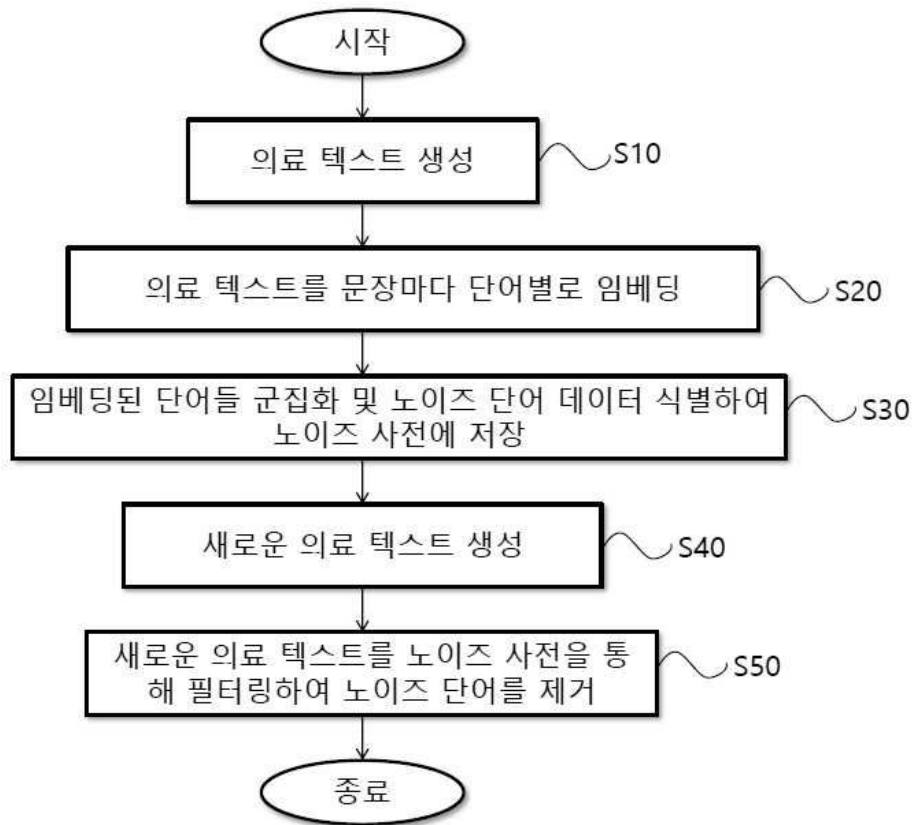 시작
의료 텍스트 생성
S10
의료 텍스트를 문장마다 단어별로 임베딩
S20
임베딩된 단어들 군집화 및 노이즈 단어 데이터 식별하여
노이즈 사전에 저장
S30
새로운 의료 텍스트 생성
S40
새로운 의료 텍스트를 노이즈 사전을 통
해 필터링하여 노이즈 단어를 제거
S50
종료